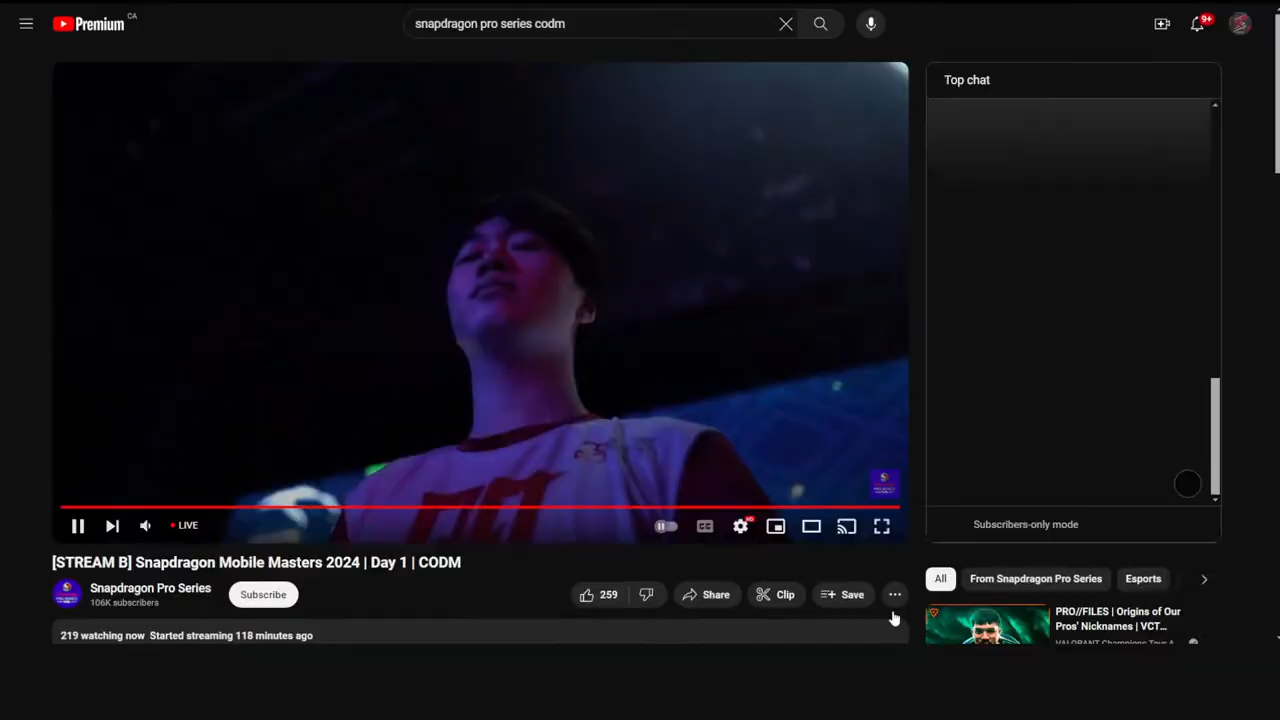 Premium CA
snapdragon pro series codm
9+
Top chat
LIVE
CC
HD
Subscribers-only mode
[STREAM B] Snapdragon Mobile Masters 2024 | Day 1 | CODM
Snapdragon Pro Series
106K subscribers
Subscribe
259
Share
Clip
Save
219 watching now Started streaming 118 minutes ago
All
From Snapdragon Pro Series
Esports
PRO//FILES | Origins of Our
Pros' Nicknames | VCT...